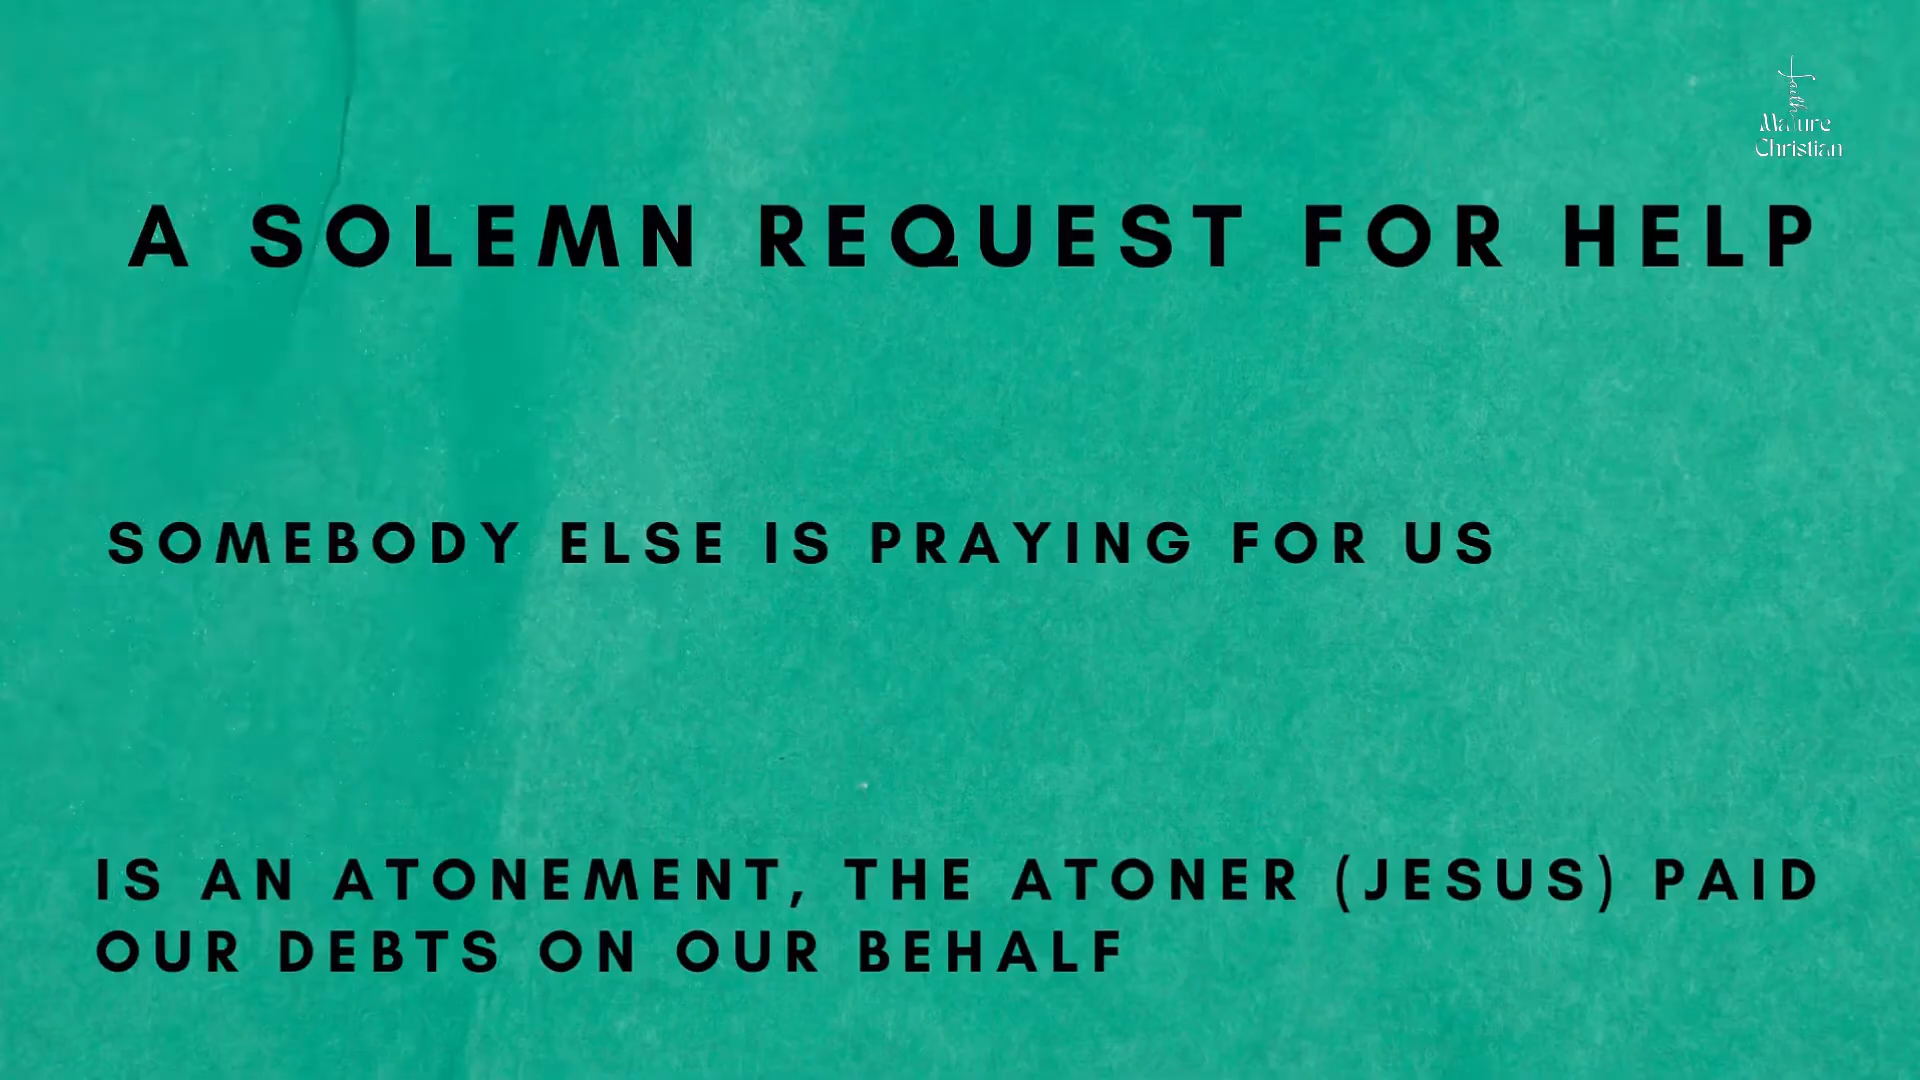 faith
Mature
Christian
A SOLEMN REQUEST FOR HELP
SOMEBODY ELSE IS PRAYING FOR US
IS AN ATONEMENT, THE ATONER (JESUS) PAID
OUR DEBTS ON OUR BEHALF